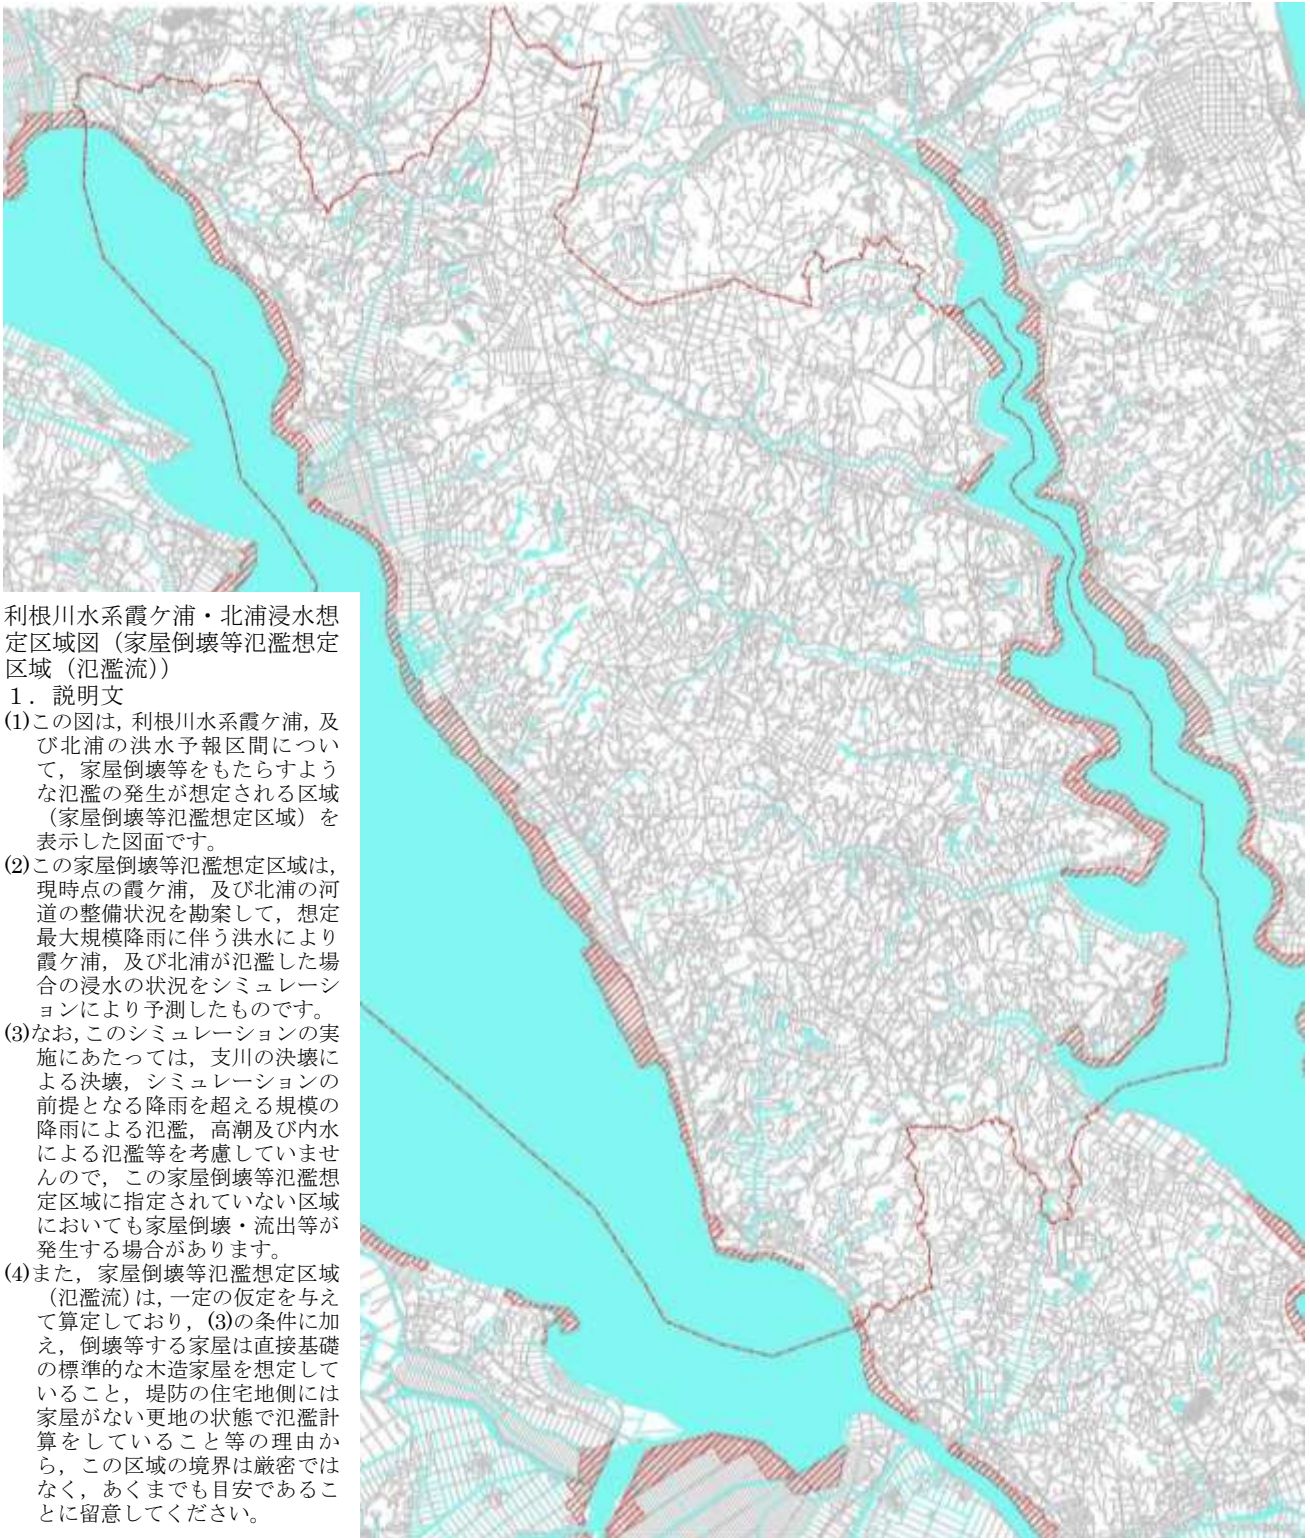 利根川水系霞ケ浦・北浦浸水想
定区域図（家屋倒壊等氾濫想定
区域（氾濫流））
１．説明文
(1)この図は，利根川水系霞ケ浦，及
び北浦の洪水予報区間につい
て，家屋倒壊等をもたらすよう
な氾濫の発生が想定される区域
（家屋倒壊等氾濫想定区域）を
表示した図面です。
(2)この家屋倒壊等氾濫想定区域は，
現時点の霞ケ浦，及び北浦の河
道の整備状況を勘案して，想定
最大規模降雨に伴う洪水により
霞ケ浦，及び北浦が氾濫した場
合の浸水の状況をシミュレーシ
ョンにより予測したものです。
(3)なお，このシミュレーションの実
施にあたっては，支川の決壊に
よる決壊，シミュレーションの
前提となる降雨を超える規模の
降雨による氾濫，高潮及び内水
による氾濫等を考慮していませ
んので，この家屋倒壊等氾濫想
定区域に指定されていない区域
においても家屋倒壊・流出等が
発生する場合があります。
(4)また，家屋倒壊等氾濫想定区域
（氾濫流）は，一定の仮定を与え
て算定しており，(3)の条件に加
え，倒壊等する家屋は直接基礎
の標準的な木造家屋を想定して
いること，堤防の住宅地側には
家屋がない更地の状態で氾濫計
算をしていること等の理由か
ら，この区域の境界は厳密では
なく，あくまでも目安であるこ
とに留意してください。